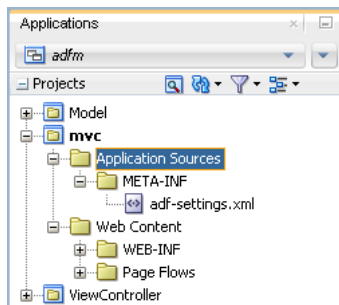 Applications
adfm
Projects
Model
mvc
Application Sources
META-INF
adf-settings.xml
Web Content
WEB-INF
Page Flows
ViewController